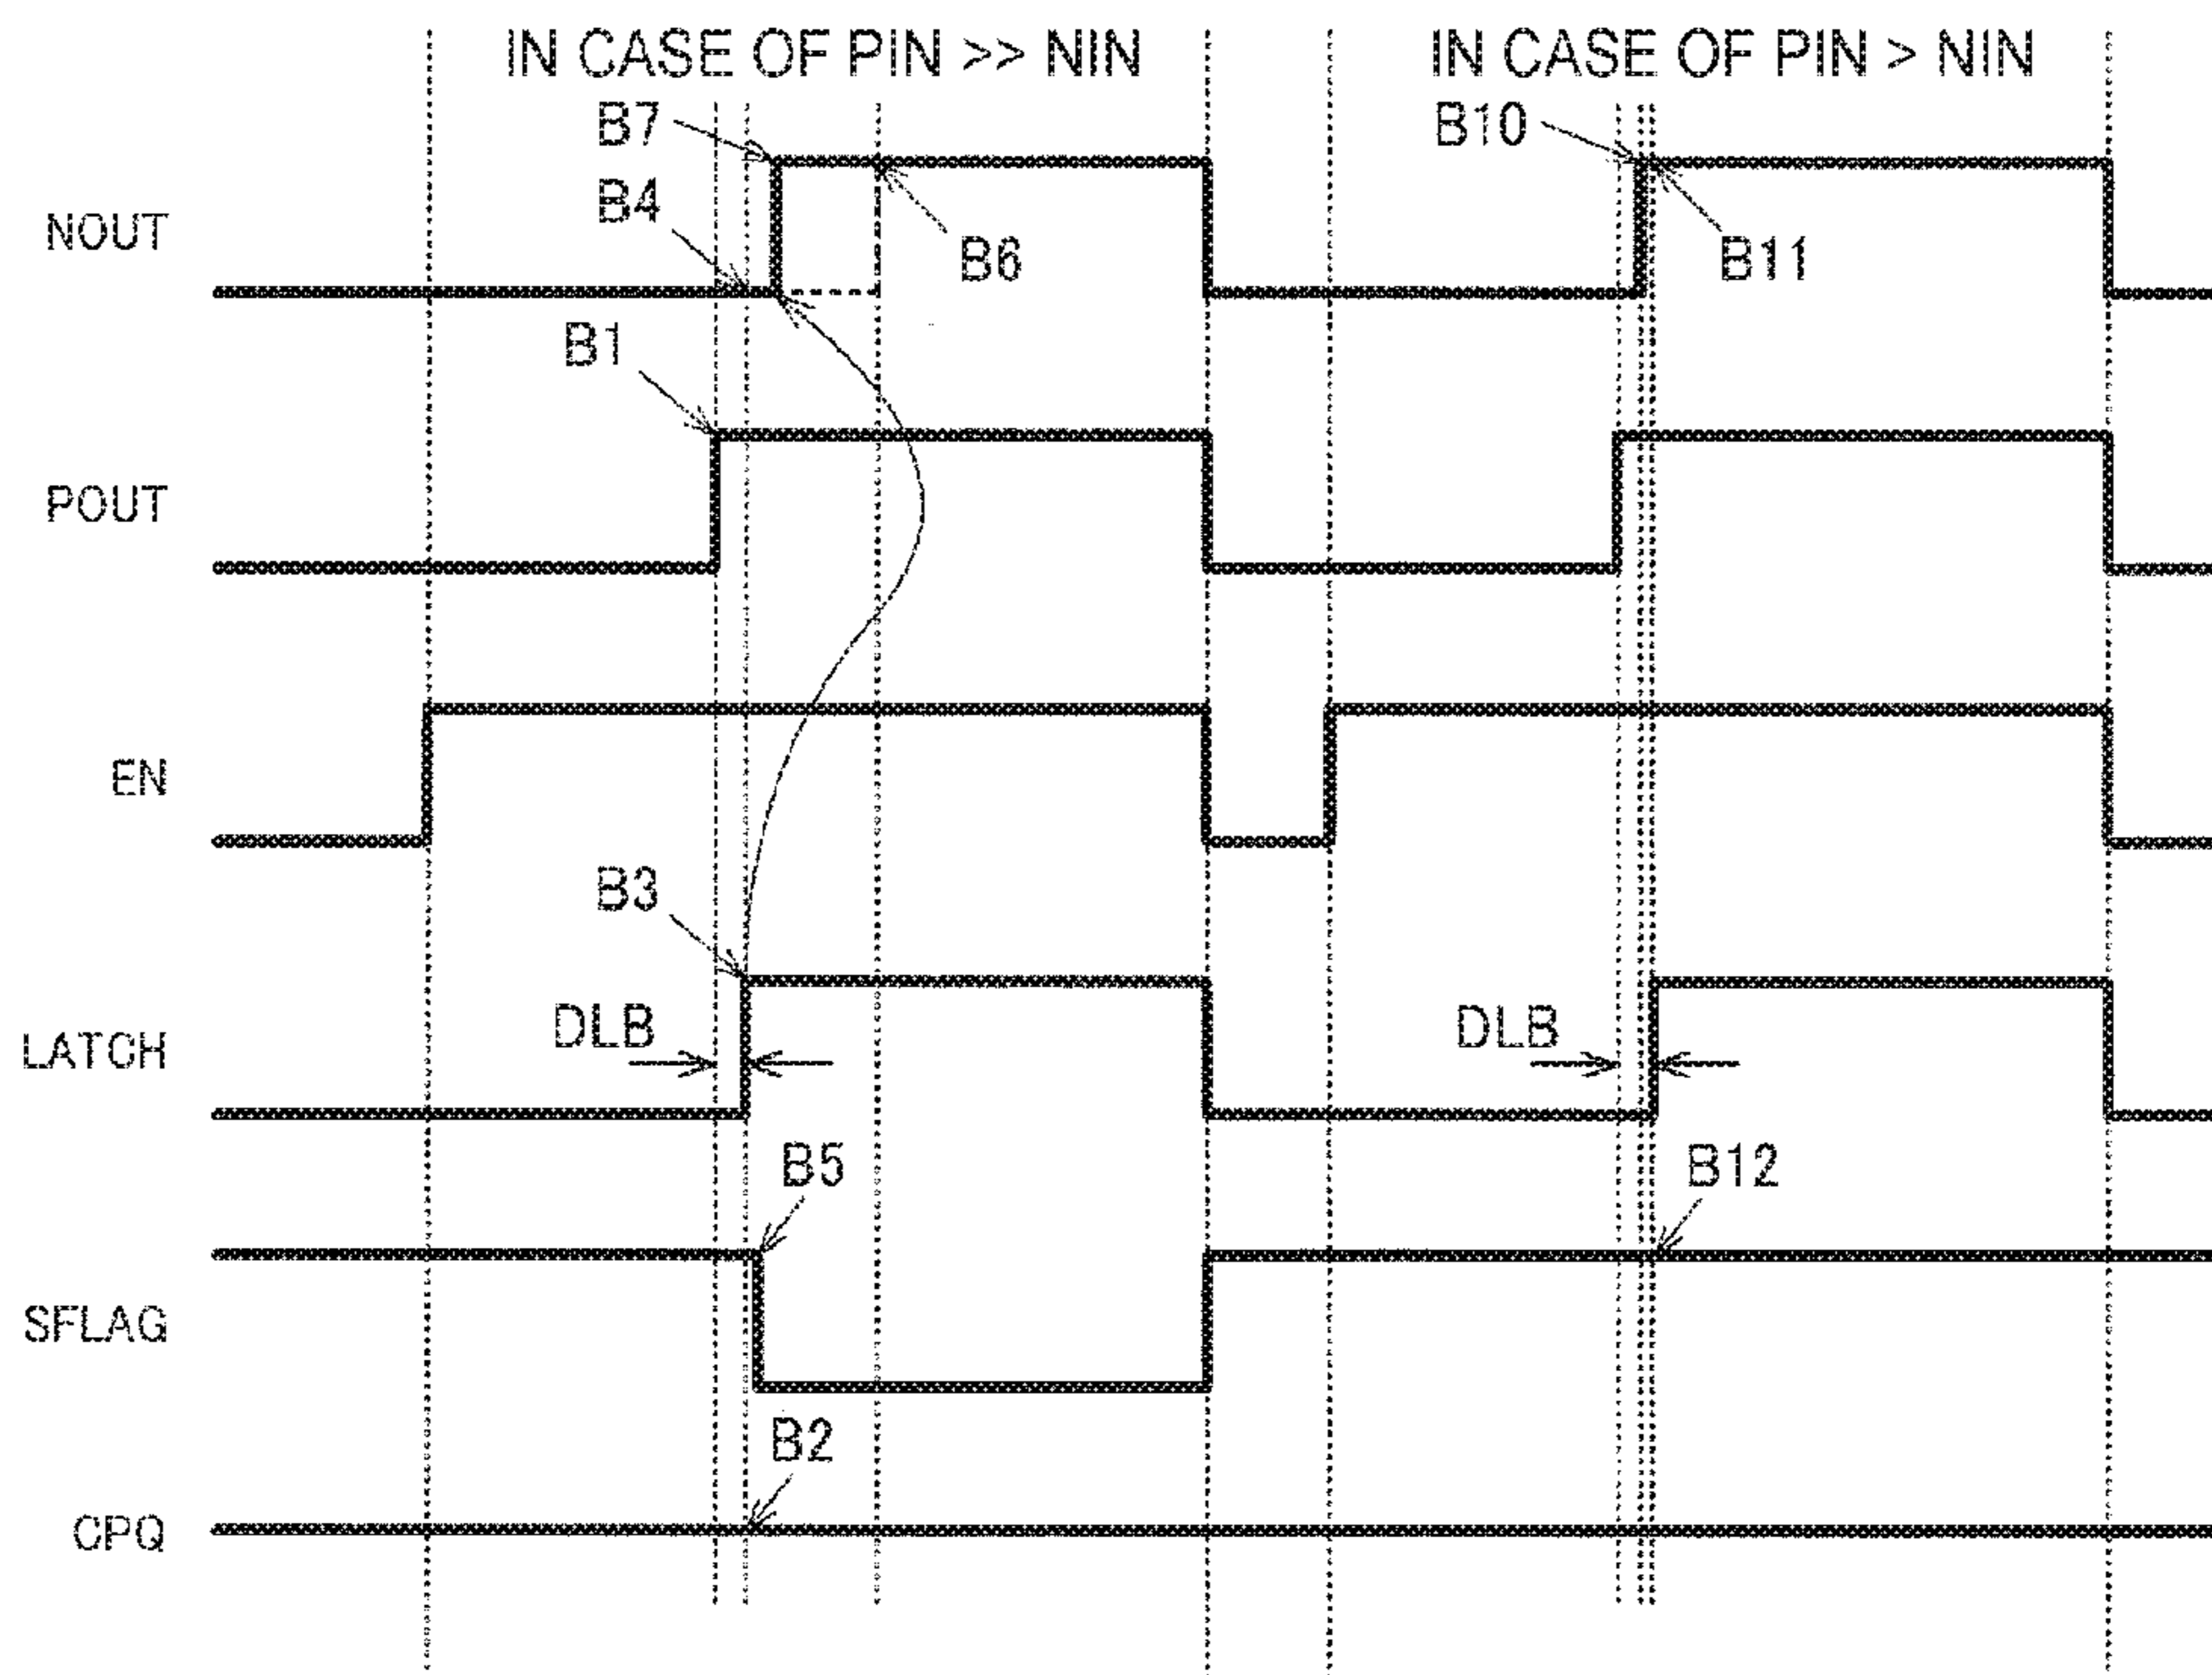 IN CASE OF PIN >> NIN
IN CASE OF PIN > NIN
B7
B10
B4
NOUT
B6
B11
B1
POUT
EN
B3
DLB
DLB
LATCH
B5
B12
SFLAG
B2
CPQ